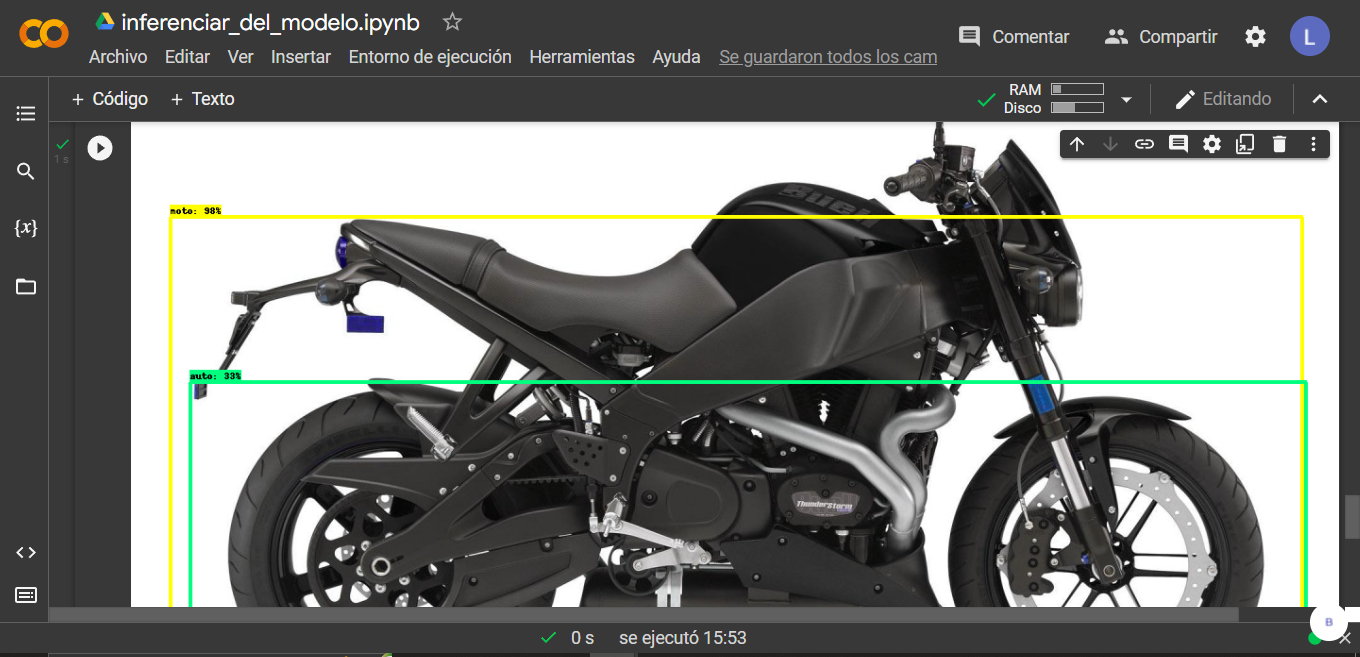 inferenciar_del_modelo.ipynb
Archivo Editar Ver Insertar Entorno de ejecución Herramientas Ayuda Se guardaron todos los cam
Comentar Compartir L
+ Código + Texto
RAM
Disco
Editando
1 s
{x}
moto: 98%
Buell
auto: 33%
ThunderStorm
0 s se ejecutó 15:53
B